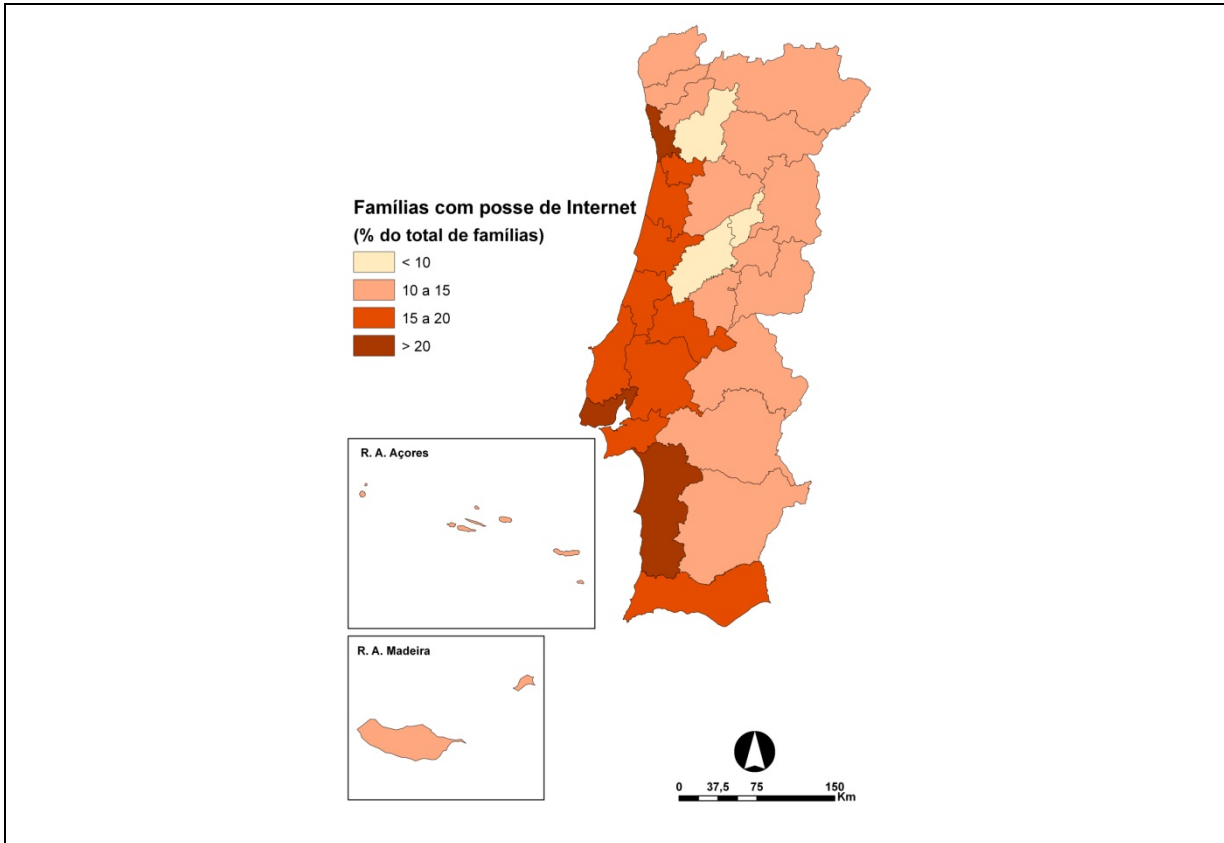 Famílias com posse de Internet
(% do total de famílias)
< 10
10 a 15
15 a 20
> 20
R. A. Açores
R. A. Madeira
0 37,5 75 150
Km